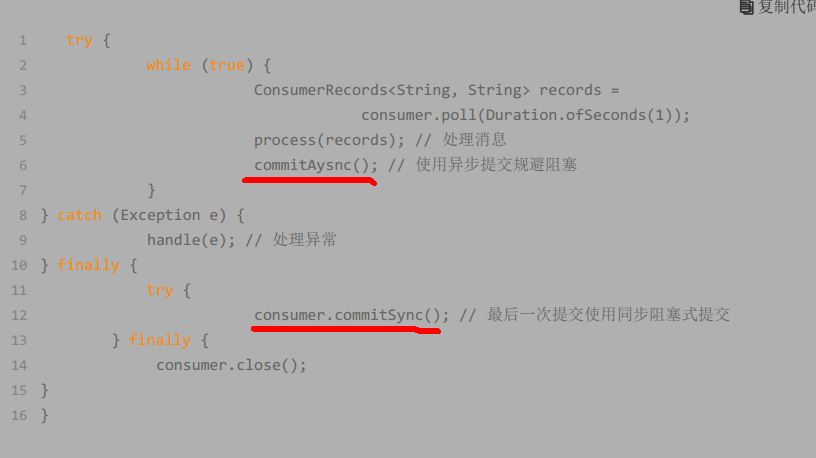 复制代码
1 try {
2 while (true) {
3 ConsumerRecords<String, String> records =
4 consumer.poll(Duration.ofSeconds(1));
5 process(records); // 处理消息
6 commitAysnc(); // 使用异步提交规避阻塞
7 }
8 } catch (Exception e) {
9 handle(e); // 处理异常
10 } finally {
11 try {
12 consumer.commitSync(); // 最后一次提交使用同步阻塞式提交
13 } finally {
14 consumer.close();
15 }
16 }